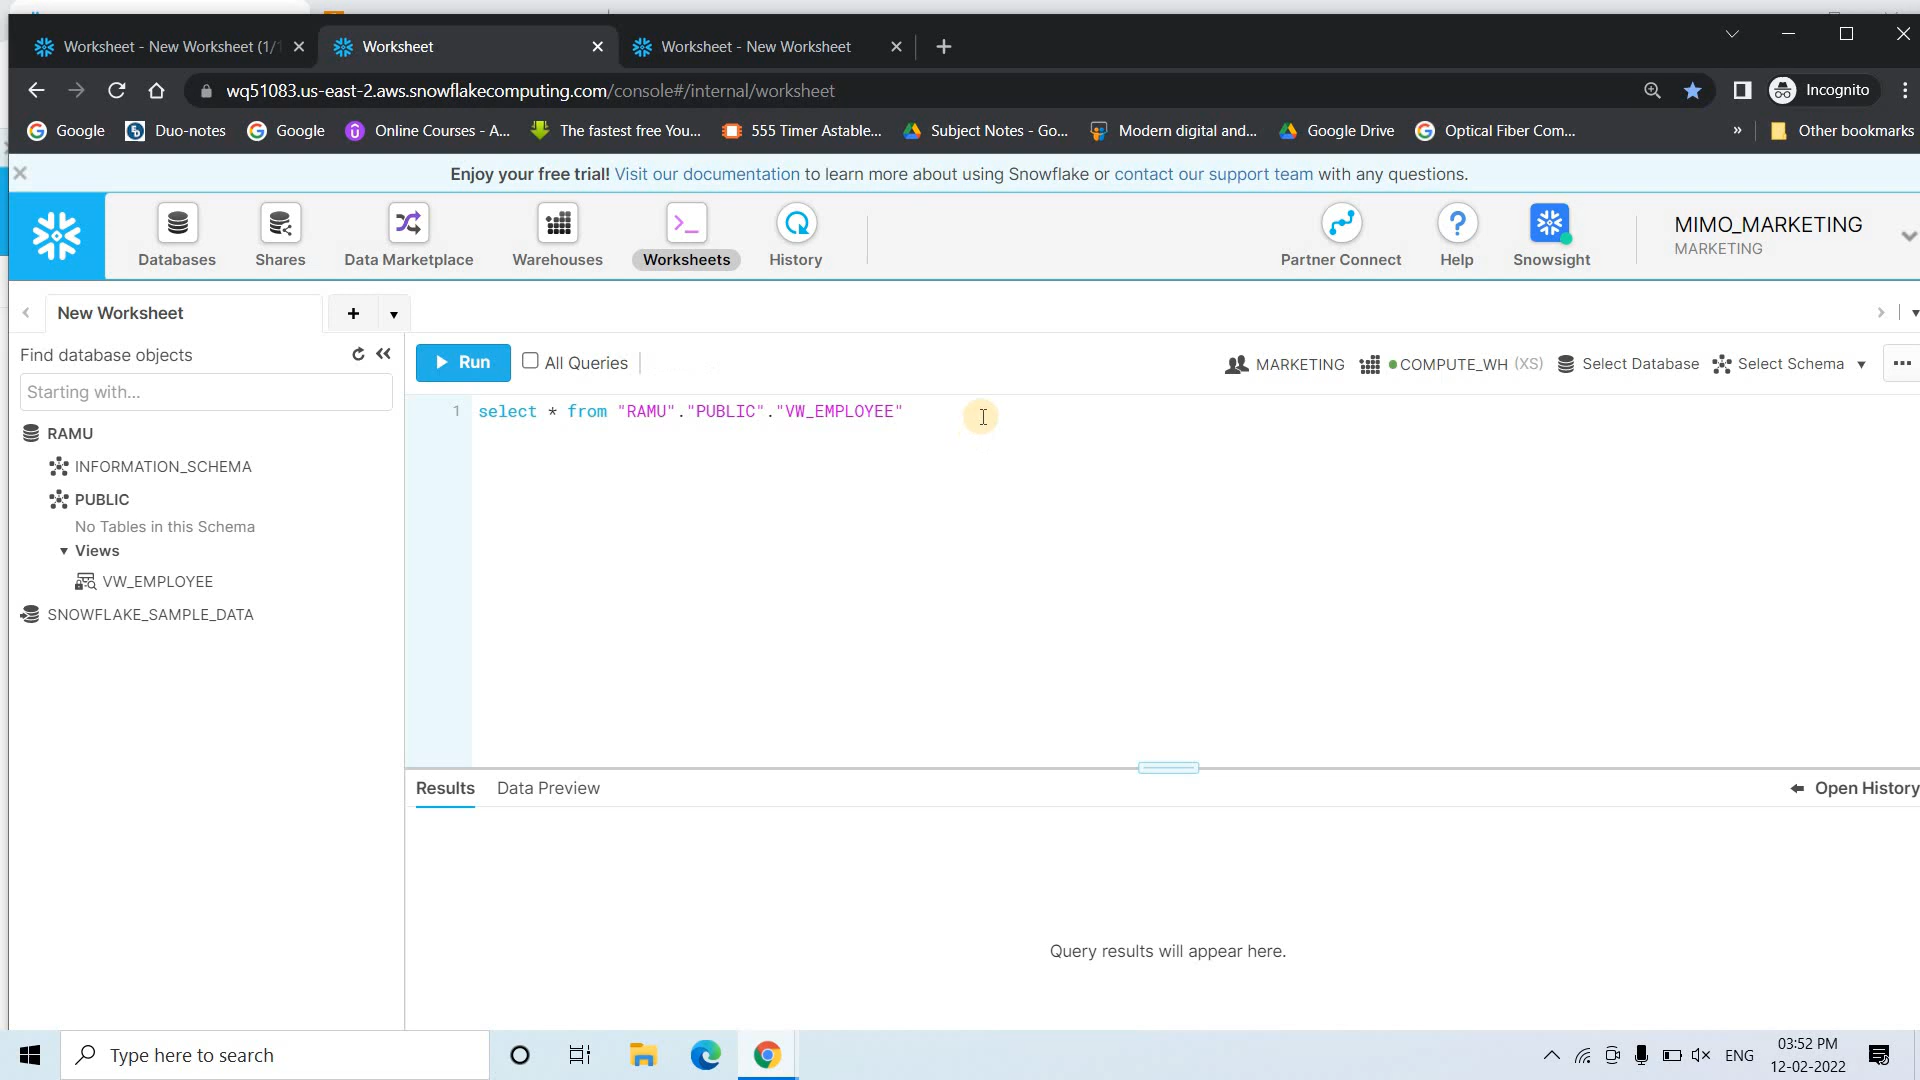 Worksheet - New Worksheet (1/1
Worksheet
Worksheet - New Worksheet
wq51083.us-east-2.aws.snowflakecomputing.com/console#/internal/worksheet
Incognito
Google
Duo-notes
Google
Online Courses - A...
The fastest free You...
555 Timer Astable...
Subject Notes - Go...
Modern digital and...
Google Drive
Optical Fiber Com...
»
Other bookmarks
Enjoy your free trial! Visit our documentation to learn more about using Snowflake or contact our support team with any questions.
Databases
Shares
Data Marketplace
Warehouses
Worksheets
History
Partner Connect
Help
Snowsight
MIMO_MARKETING
MARKETING
New Worksheet
Find database objects
Starting with...
RAMU
INFORMATION_SCHEMA
PUBLIC
No Tables in this Schema
Views
VW_EMPLOYEE
SNOWFLAKE_SAMPLE_DATA
Run
All Queries
MARKETING
COMPUTE_WH (XS)
Select Database
Select Schema
1 select * from "RAMU"."PUBLIC"."VW_EMPLOYEE"
Results
Data Preview
Open History
Query results will appear here.
Type here to search
ENG
03:52 PM
12-02-2022